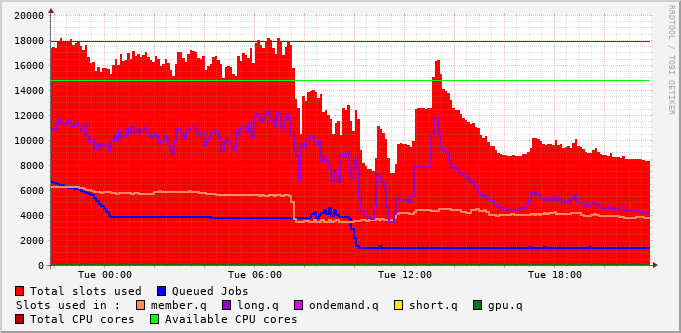 RRDTOOL / TOBI OETIKER
20000
18000
16000
14000
12000
10000
8000
6000
4000
2000
0
Tue 00:00 Tue 06:00 Tue 12:00 Tue 18:00
Total slots used Queued Jobs
Slots used in : member.q long.q ondemand.q short.q gpu.q
Total CPU cores Available CPU cores